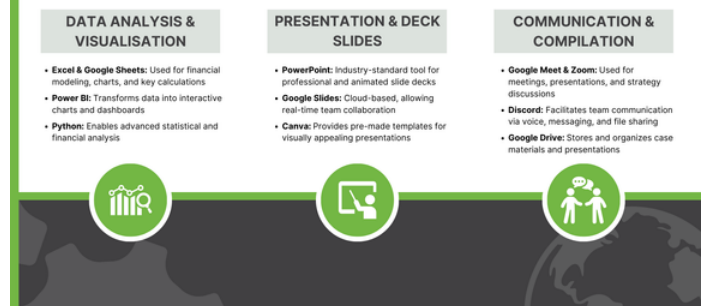 DATA ANALYSIS &
VISUALISATION
• Excel & Google Sheets: Used for financial
modeling, charts, and key calculations
• Power BI: Transforms data into interactive
charts and dashboards
• Python: Enables advanced statistical and
financial analysis
PRESENTATION & DECK
SLIDES
• PowerPoint: Industry-standard tool for
professional and animated slide decks
• Google Slides: Cloud-based, allowing
real-time team collaboration
• Canva: Provides pre-made templates for
visually appealing presentations
COMMUNICATION &
COMPILATION
• Google Meet & Zoom: Used for
meetings, presentations, and strategy
discussions
• Discord: Facilitates team communication
via voice, messaging, and file sharing
• Google Drive: Stores and organizes case
materials and presentations